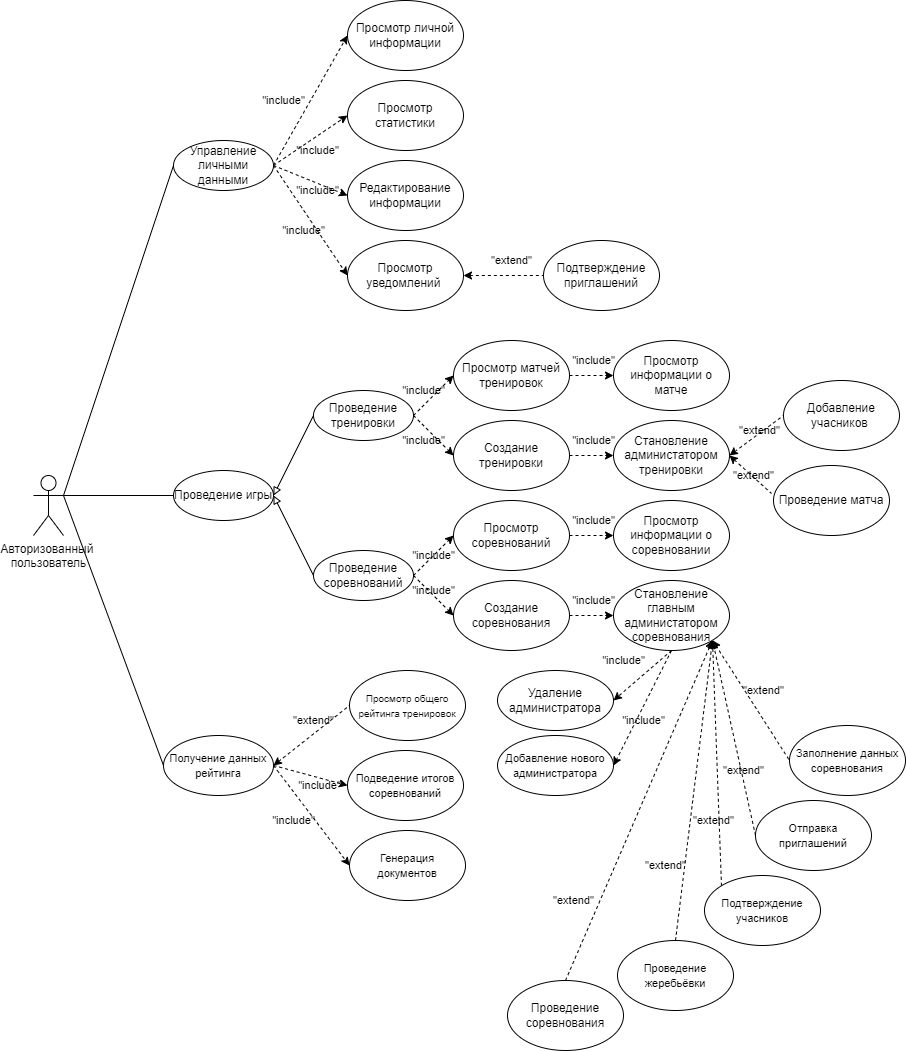 Просмотр личной
информации
"include"
Просмотр
статистики
"include"
Управление
личными
данными
"include"
Редактирование
информации
"include"
Просмотр
уведомлений
"extend"
Подтверждение
приглашений
Проведение
тренировки
"include"
Просмотр матчей
тренировок
"include"
Просмотр
информации о
матче
"include"
Создание
тренировки
"include"
Становление
администатором
тренировки
"extend"
Добавление
учасников
"extend"
Проведение матча
Авторизованный
пользователь
Проведение игры
Проведение
соревнований
"include"
Просмотр
соревнований
"include"
Просмотр
информации о
соревновании
"include"
Создание
соревнования
"include"
Становление
главным
администатором
соревнования
"include"
Удаление
администратора
"include"
Добавление нового
администратора
"extend"
Заполнение данных
соревнования
"extend"
Отправка
приглашений
"extend"
Подтверждение
учасников
"extend"
Проведение
жеребьёвки
"extend"
Проведение
соревнования
Получение данных
рейтинга
"extend"
Просмотр общего
рейтинга тренировок
"include"
Подведение итогов
соревнований
"include"
Генерация
документов